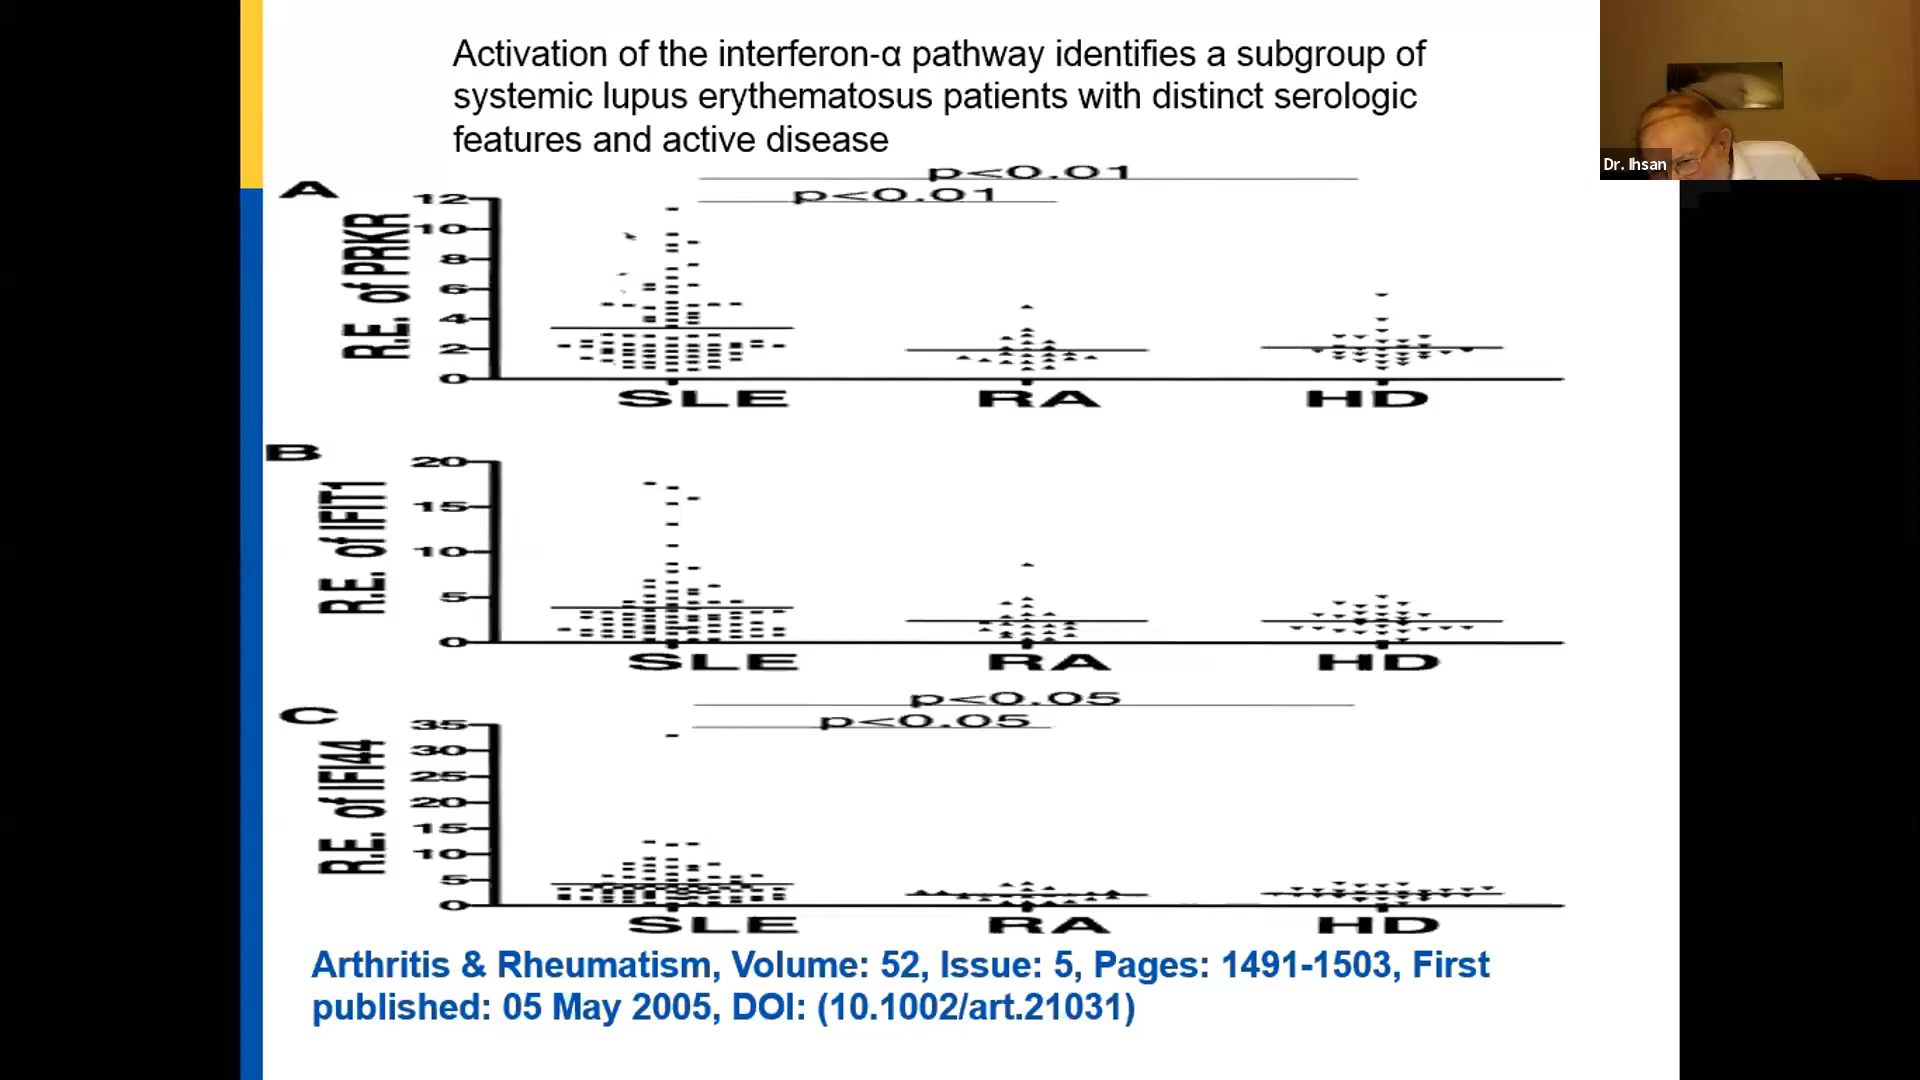 Activation of the interferon-α pathway identifies a subgroup of
systemic lupus erythematosus patients with distinct serologic
features and active disease
Dr. Ihsan
A
p<0.01
p<0.01
R.E. of PRKR
12
10
8
6
4
2
0
SLE RA HD
B
R.E. of IFIT1
20
15
10
5
0
SLE RA HD
C
p<0.05
p<0.05
R.E. of IFI44
35
30
25
20
15
10
5
0
SLE RA HD
Arthritis & Rheumatism, Volume: 52, Issue: 5, Pages: 1491-1503, First
published: 05 May 2005, DOI: (10.1002/art.21031)